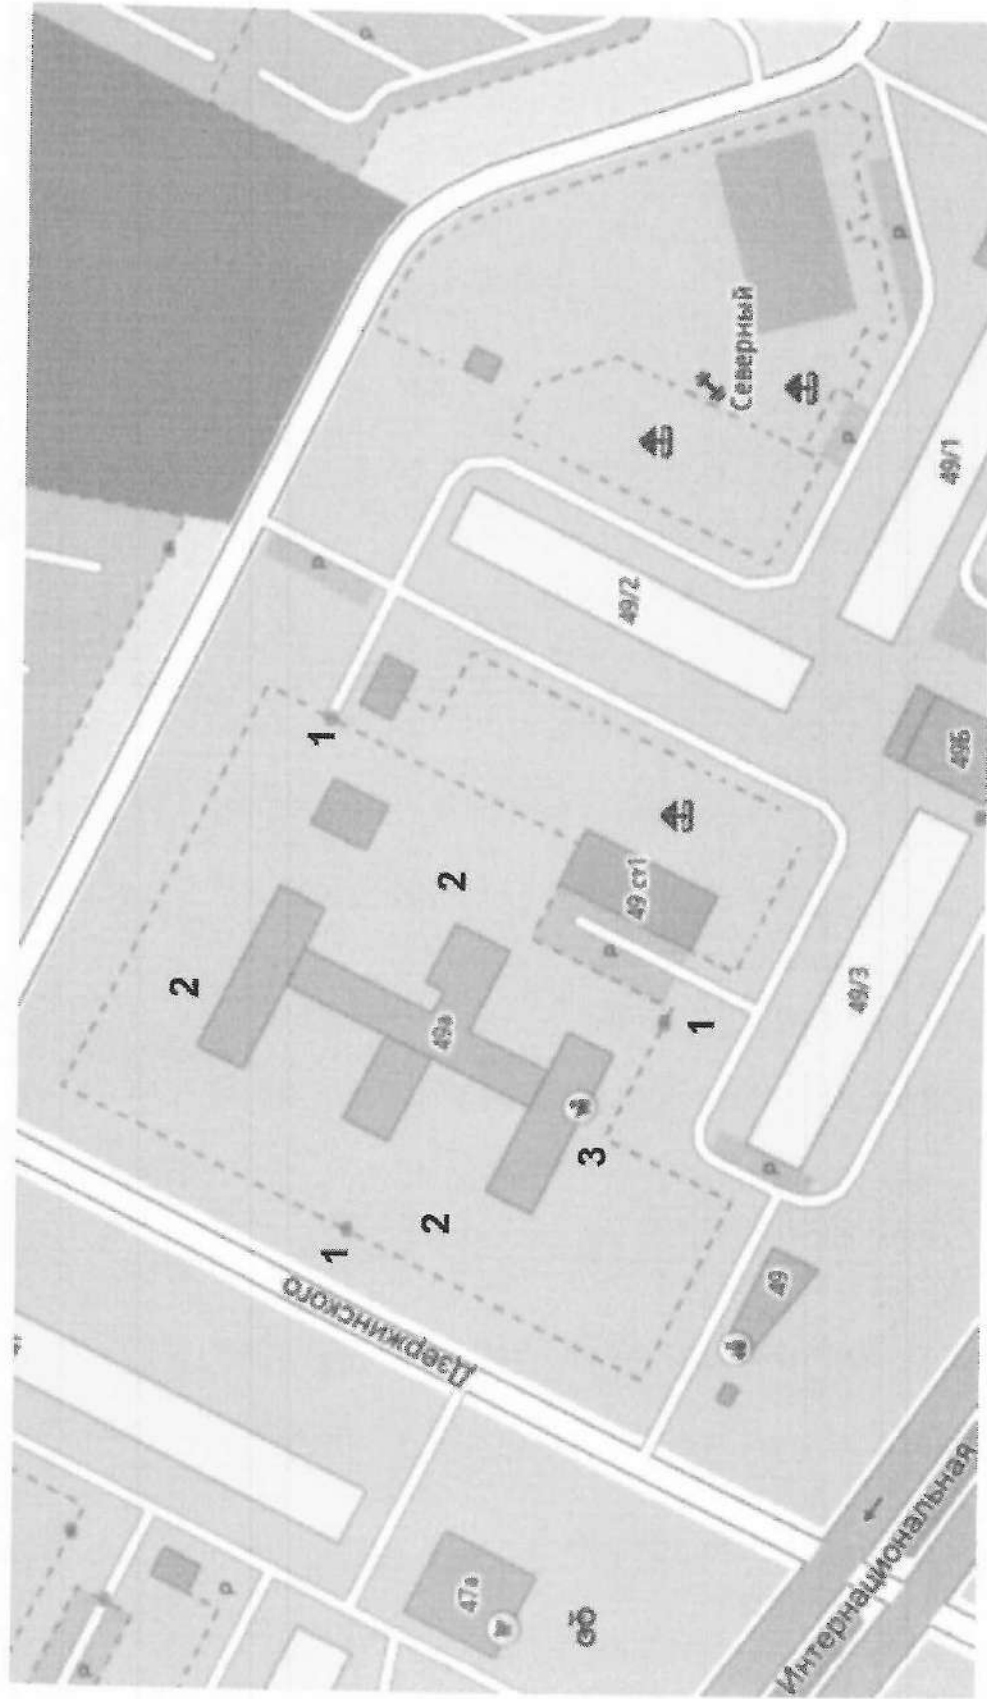 Р
Р
Северный
Р
Р
49/1
49/2
Р
1
49Б
2
49 ст1
Р
49/3
2
49а
1
3
Р
2
1
Дзержинского
49
47а
Р
Р
Интернациональная